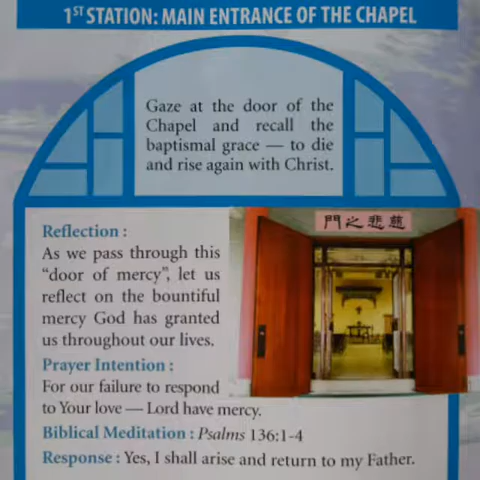 1ST STATION: MAIN ENTRANCE OF THE CHAPEL
Gaze at the door of the
Chapel and recall the
baptismal grace — to die
and rise again with Christ.
門之悲慈
Reflection :
As we pass through this
“door of mercy”, let us
reflect on the bountiful
mercy God has granted
us throughout our lives.
Prayer Intention :
For our failure to respond
to Your love — Lord have mercy.
Biblical Meditation : Psalms 136:1-4
Response : Yes, I shall arise and return to my Father.